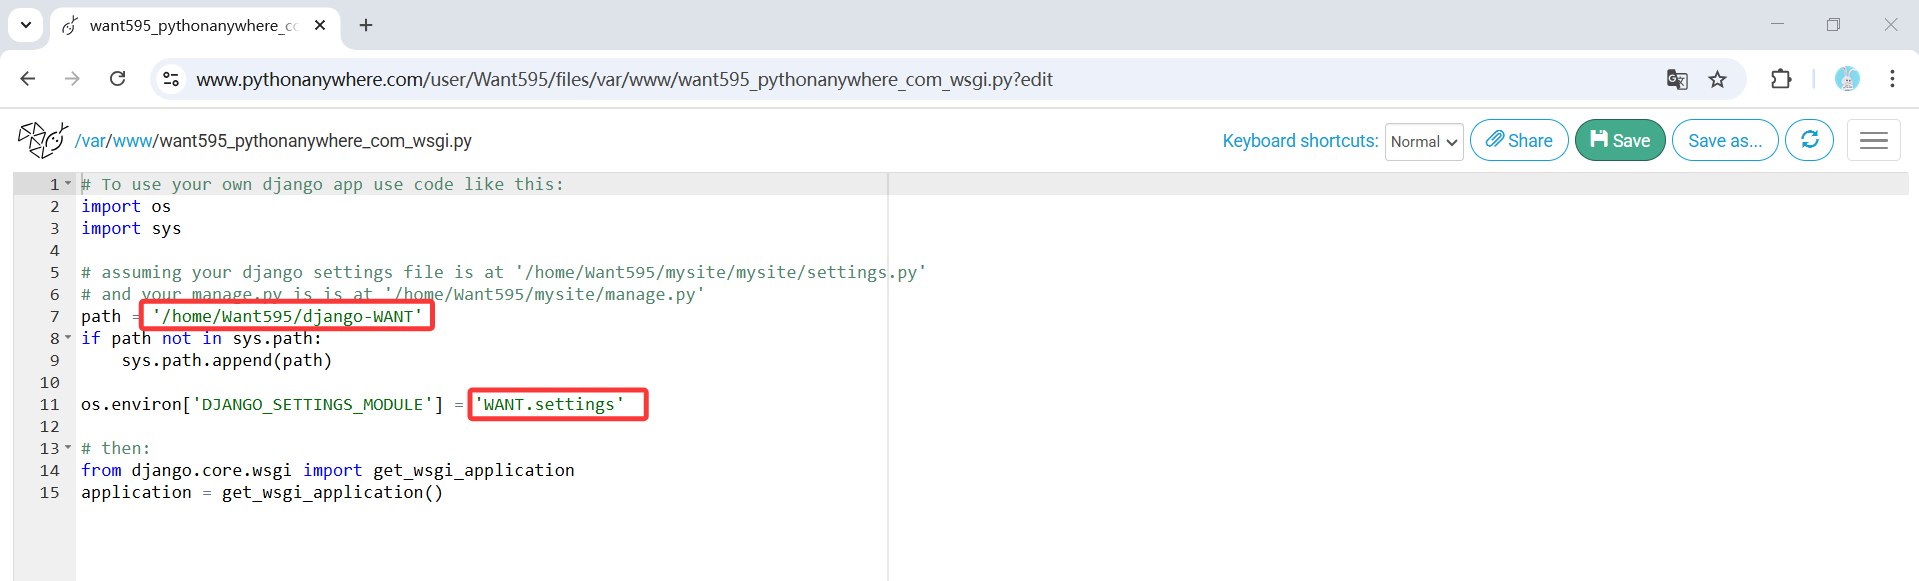 want595_pythonanywhere_co
www.pythonanywhere.com/user/Want595/files/var/www/want595_pythonanywhere_com_wsgi.py?edit
/var/www/want595_pythonanywhere_com_wsgi.py
Keyboard shortcuts: Normal Share Save Save as...
1 # To use your own django app use code like this:
2 import os
3 import sys
4
5 # assuming your django settings file is at '/home/Want595/mysite/mysite/settings.py'
6 # and your manage.py is is at '/home/Want595/mysite/manage.py'
7 path = '/home/Want595/django-WANT'
8 if path not in sys.path:
9     sys.path.append(path)
10
11 os.environ['DJANGO_SETTINGS_MODULE'] = 'WANT.settings'
12
13 # then:
14 from django.core.wsgi import get_wsgi_application
15 application = get_wsgi_application()